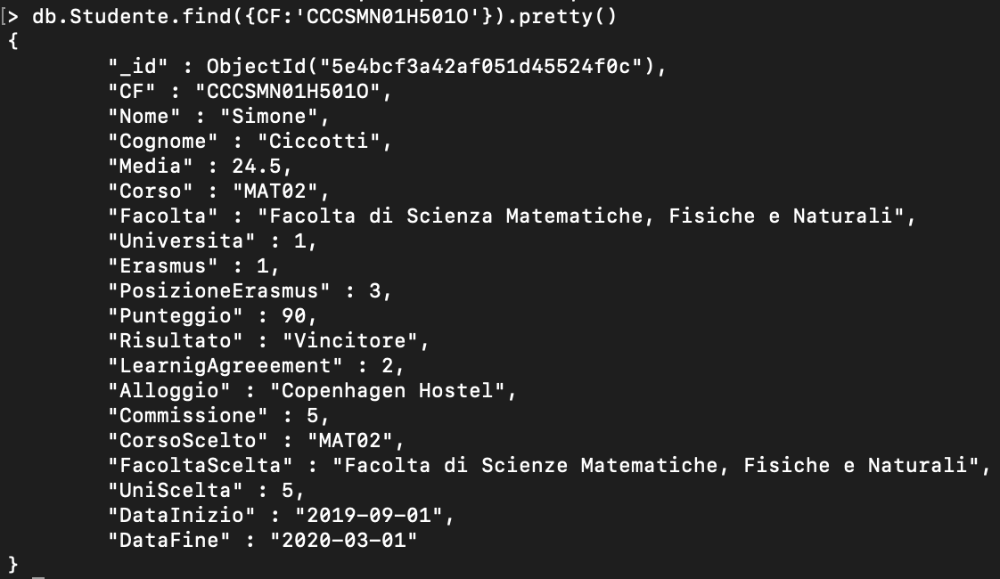 > db.Studente.find({CF:'CCCSMN01H501O'}).pretty()
{
"_id" : ObjectId("5e4bcf3a42af051d45524f0c"),
"CF" : "CCCSMN01H501O",
"Nome" : "Simone",
"Cognome" : "Ciccotti",
"Media" : 24.5,
"Corso" : "MAT02",
"Facolta" : "Facolta di Scienza Matematiche, Fisiche e Naturali",
"Universita" : 1,
"Erasmus" : 1,
"PosizioneErasmus" : 3,
"Punteggio" : 90,
"Risultato" : "Vincitore",
"LearnigAgreeement" : 2,
"Alloggio" : "Copenhagen Hostel",
"Commissione" : 5,
"CorsoScelto" : "MAT02",
"FacoltaScelta" : "Facolta di Scienze Matematiche, Fisiche e Naturali",
"UniScelta" : 5,
"DataInizio" : "2019-09-01",
"DataFine" : "2020-03-01"
}